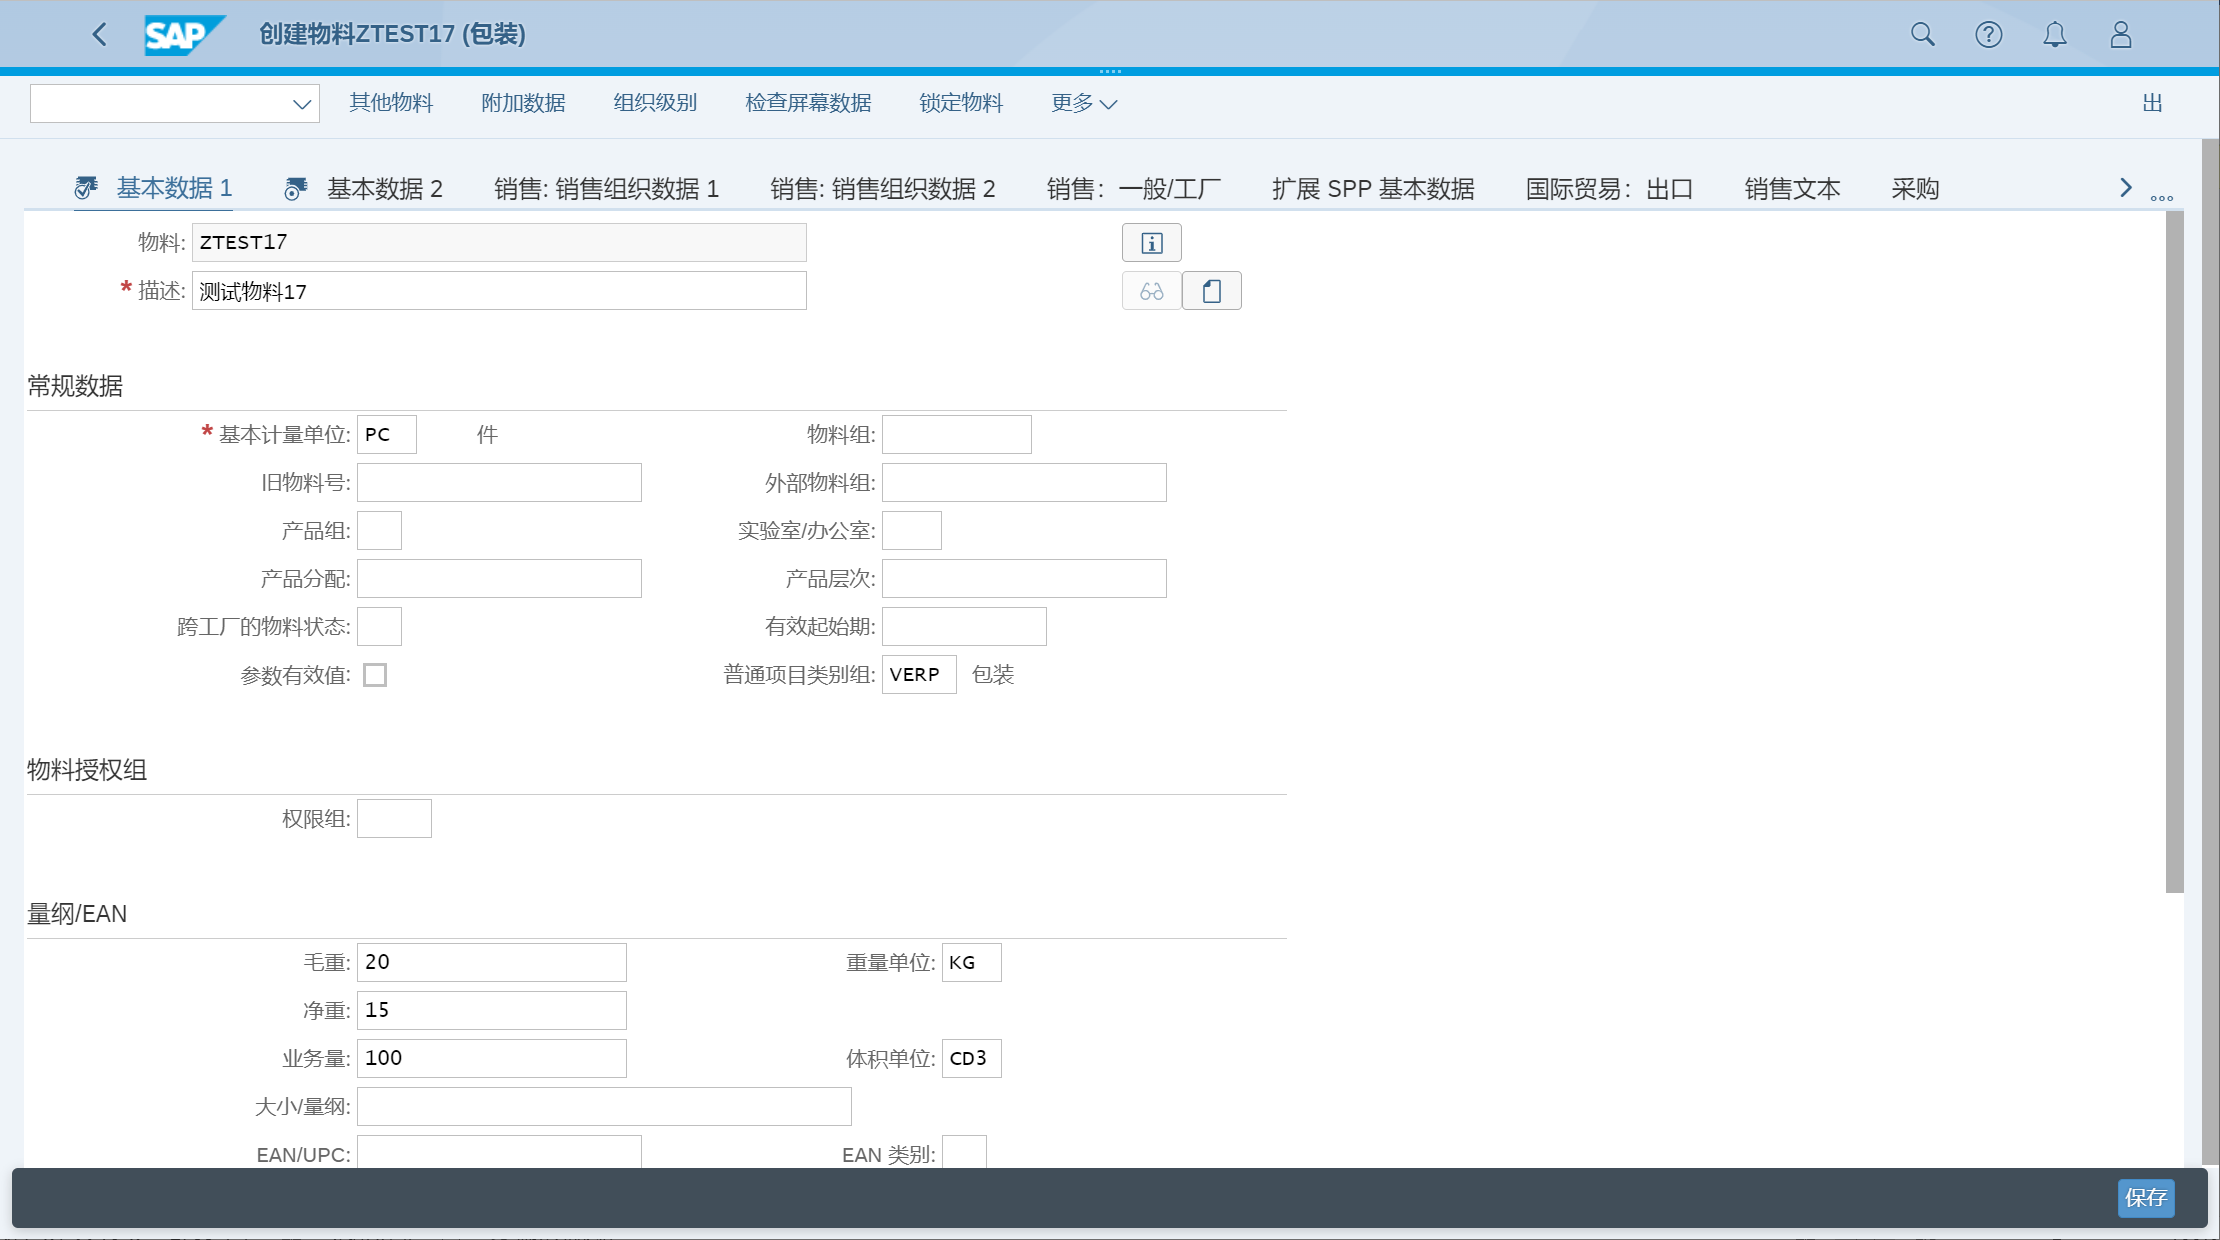 SAP 创建物料ZTEST17 (包装)
其他物料 附加数据 组织级别 检查屏幕数据 锁定物料 更多 出
基本数据 1 基本数据 2 销售: 销售组织数据 1 销售: 销售组织数据 2 销售: 一般/工厂 扩展 SPP 基本数据 国际贸易: 出口 销售文本 采购
物料: ZTEST17
* 描述: 测试物料17
常规数据
* 基本计量单位: PC 件 物料组:
旧物料号: 外部物料组:
产品组: 实验室/办公室:
产品分配: 产品层次:
跨工厂的物料状态: 有效起始期:
参数有效值: 普通项目类别组: VERP 包装
物料授权组
权限组:
量纲/EAN
毛重: 20 重量单位: KG
净重: 15
业务量: 100 体积单位: CD3
大小/量纲:
EAN/UPC: EAN 类别:
保存